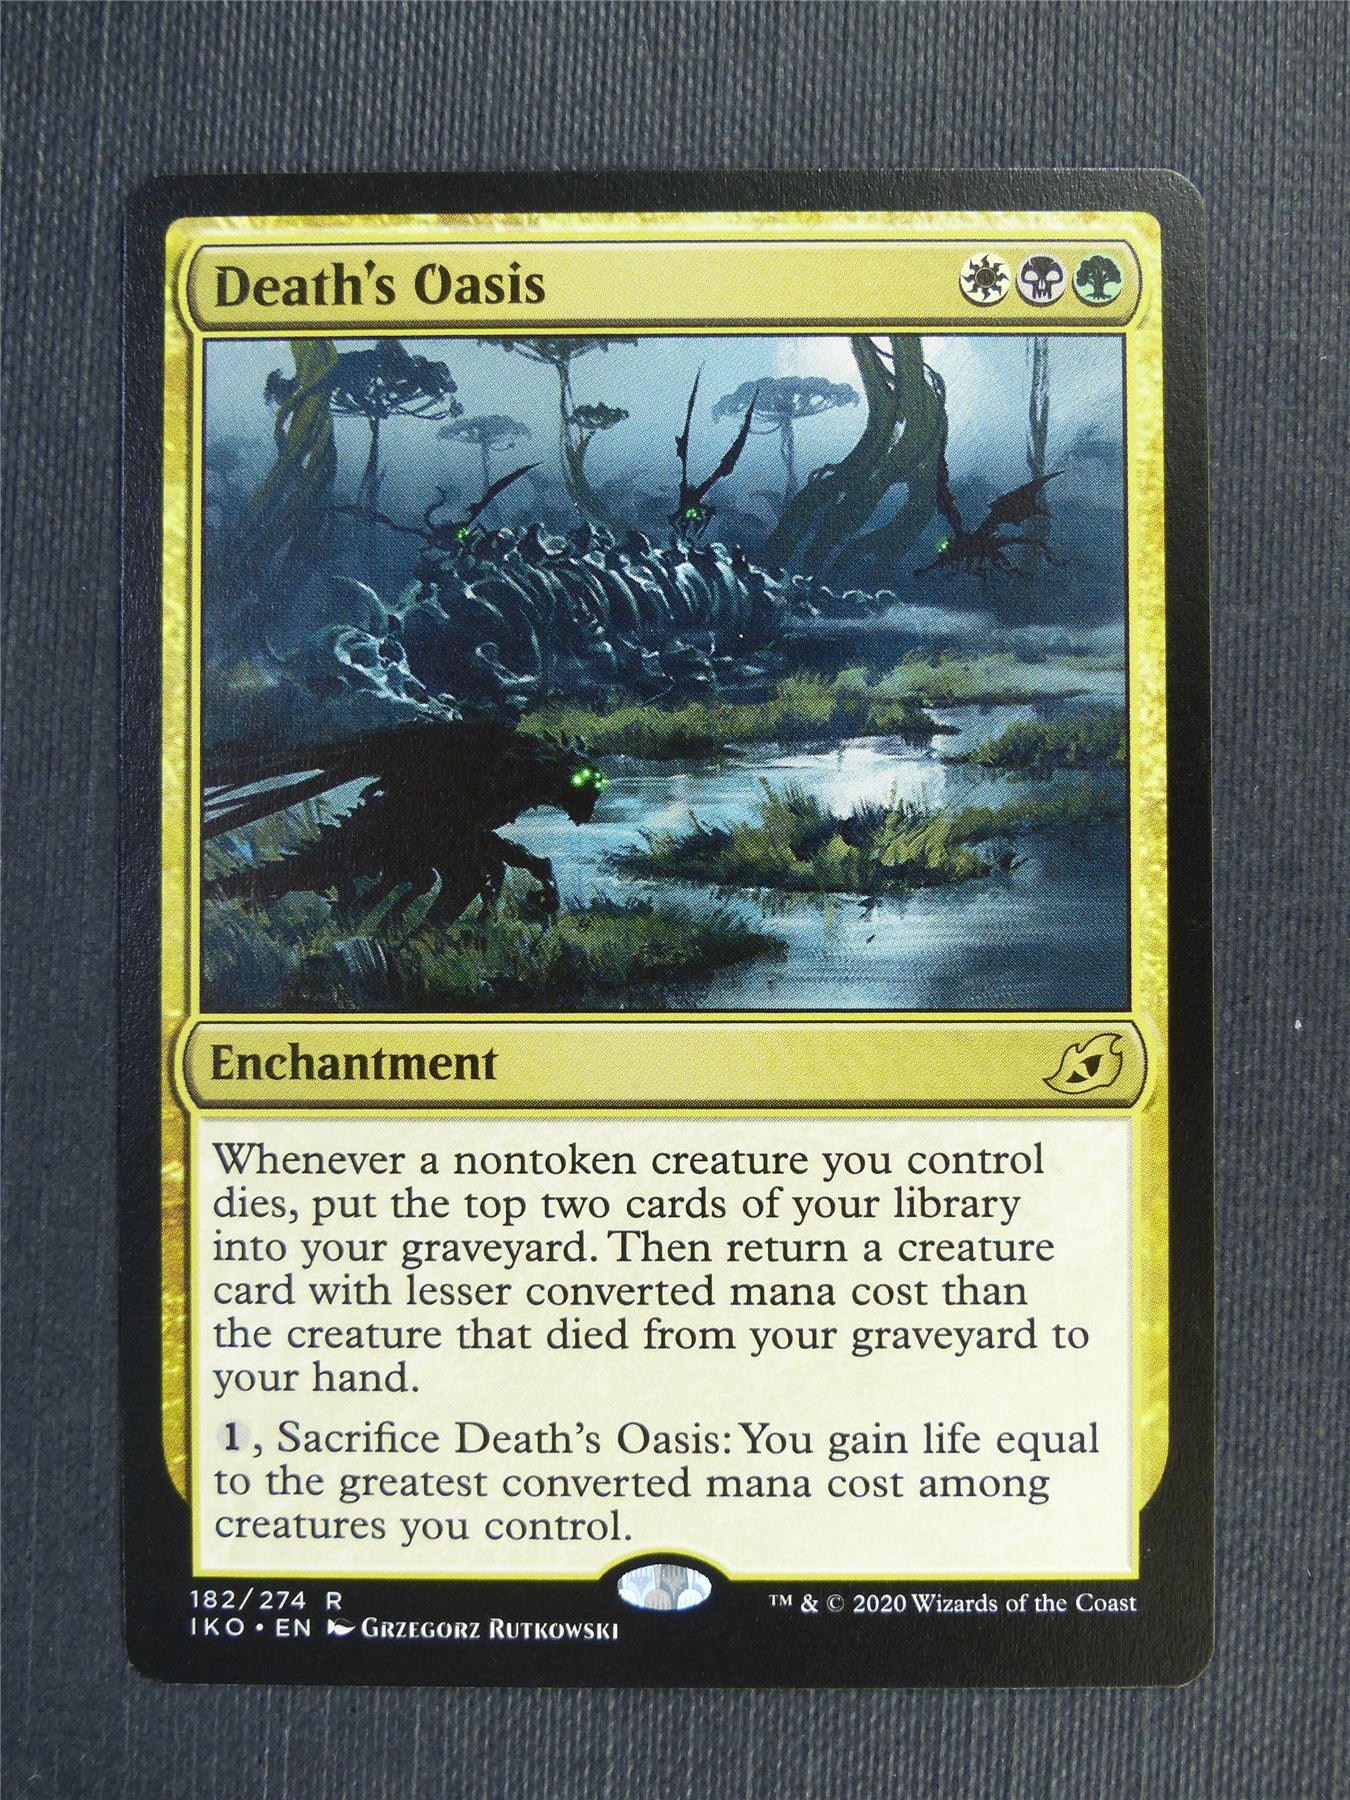 Death's Oasis
Enchantment
Whenever a nontoken creature you control
dies, put the top two cards of your library
into your graveyard. Then return a creature
card with lesser converted mana cost than
the creature that died from your graveyard to
your hand.
1, Sacrifice Death's Oasis: You gain life equal
to the greatest converted mana cost among
creatures you control.
182/274 R
IKO • EN Grzegorz Rutkowski
™ & © 2020 Wizards of the Coast